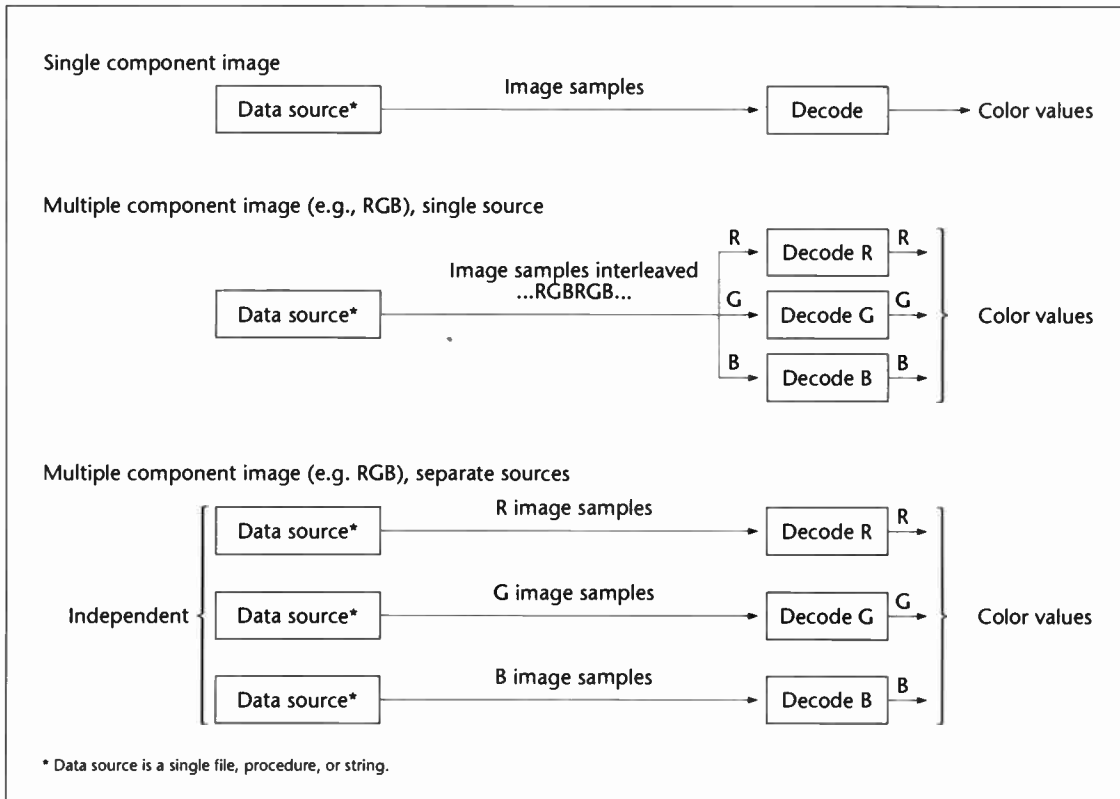 Single component image
Image samples
Data source*
Decode
Color values
Multiple component image (e.g., RGB), single source
R
Decode R
R
Image samples interleaved
...RGBRGB...
Data source*
G
Decode G
G
Color values
B
Decode B
B
Multiple component image (e.g. RGB), separate sources
R image samples
Data source*
Decode R
R
Independent
G image samples
Data source*
Decode G
G
Color values
B image samples
Data source*
Decode B
B
* Data source is a single file, procedure, or string.